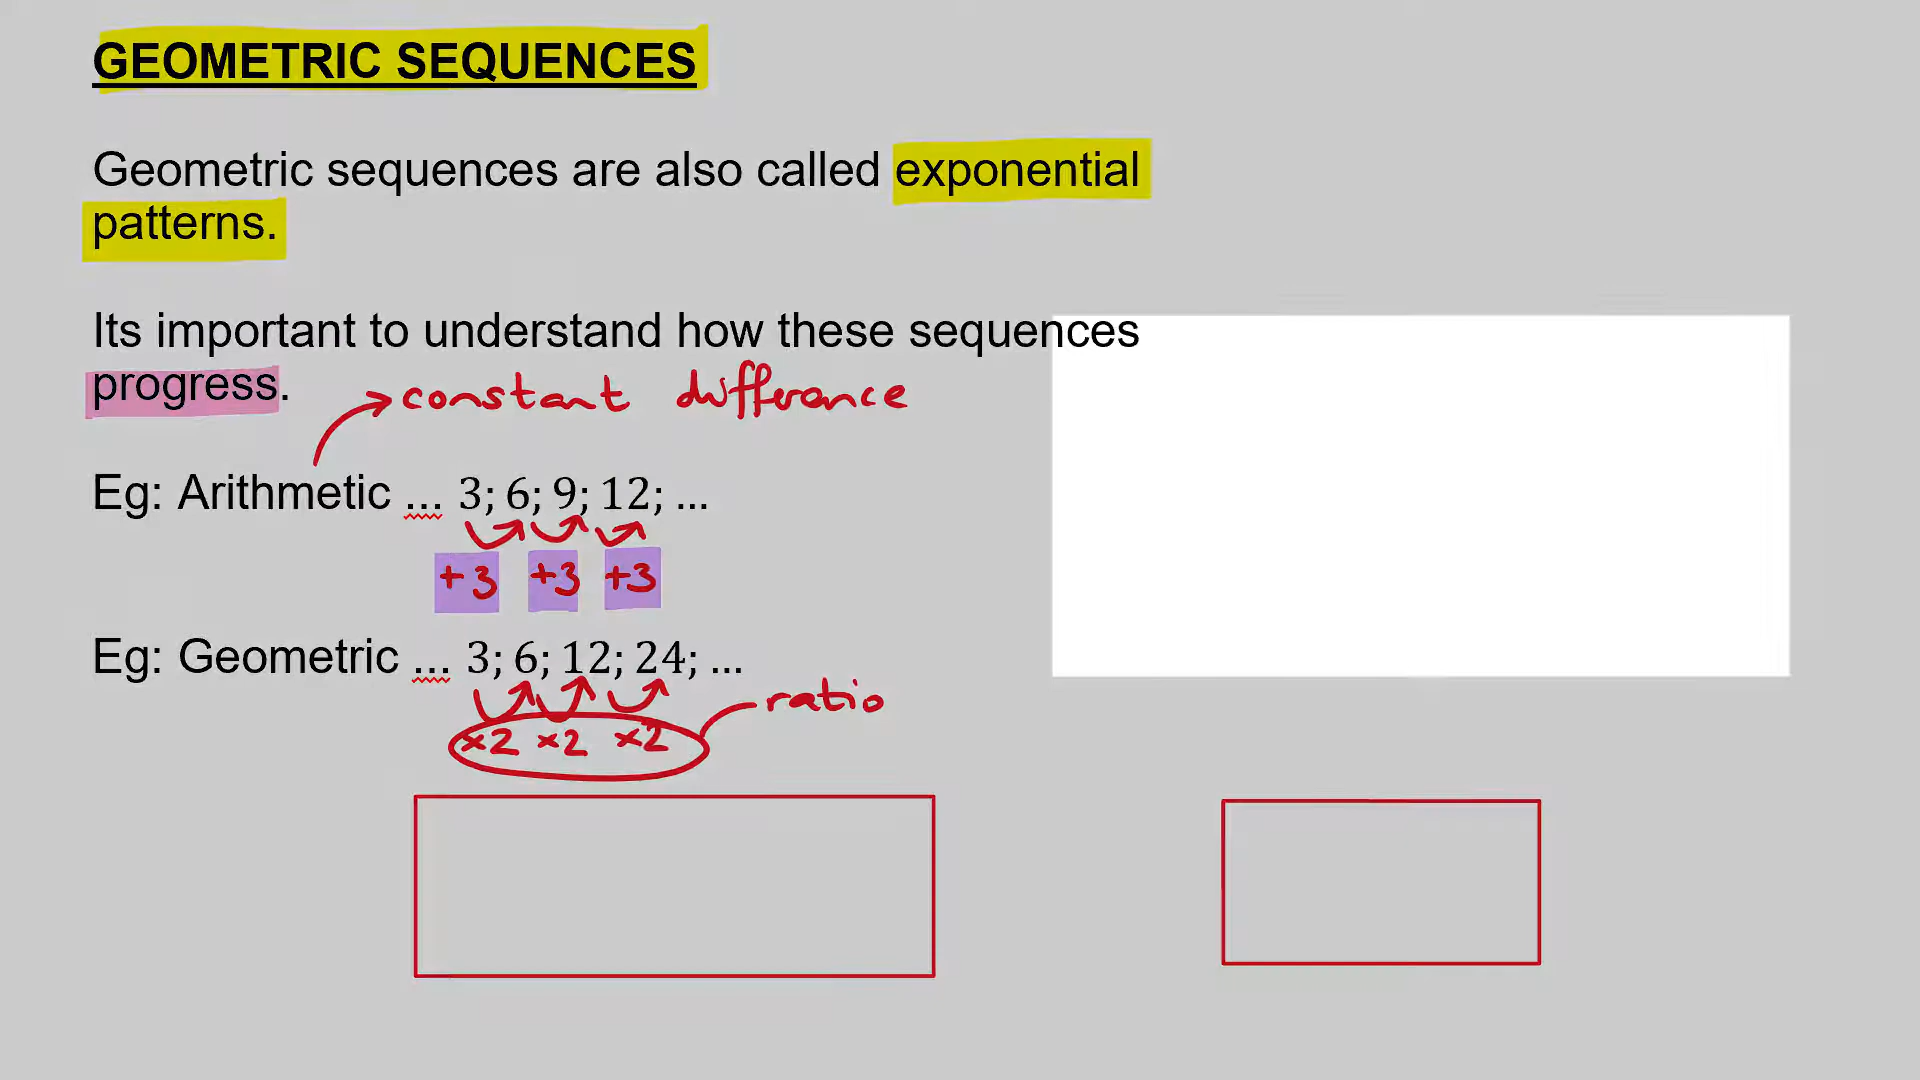 GEOMETRIC SEQUENCES
Geometric sequences are also called exponential
patterns.
Its important to understand how these sequences
progress.
constant difference
Eg: Arithmetic ... 3; 6; 9; 12; ...
+3 +3 +3
Eg: Geometric ... 3; 6; 12; 24; ...
ratio
×2 ×2 ×2